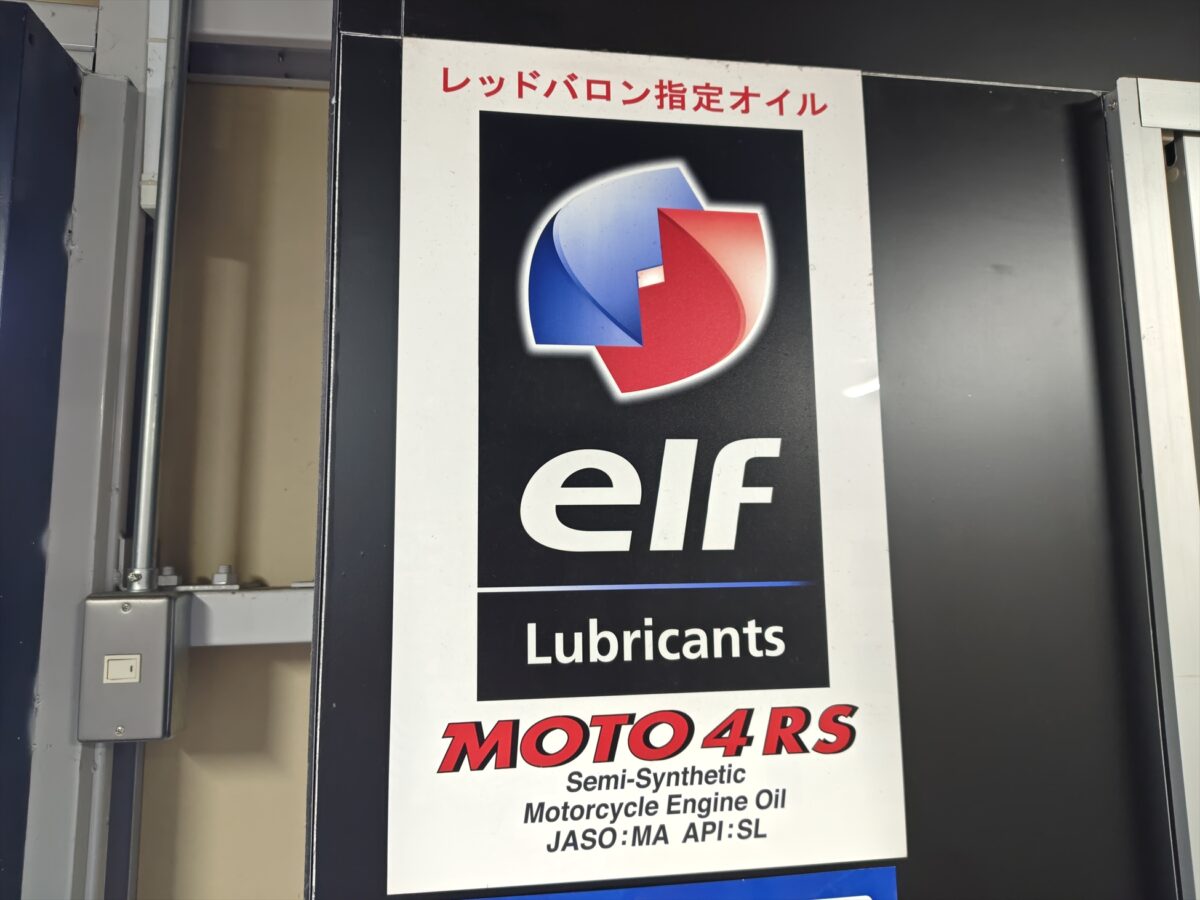 レッドバロン指定オイル
elf
Lubricants
MOTO 4 RS
Semi-Synthetic
Motorcycle Engine Oil
JASO:MA API:SL